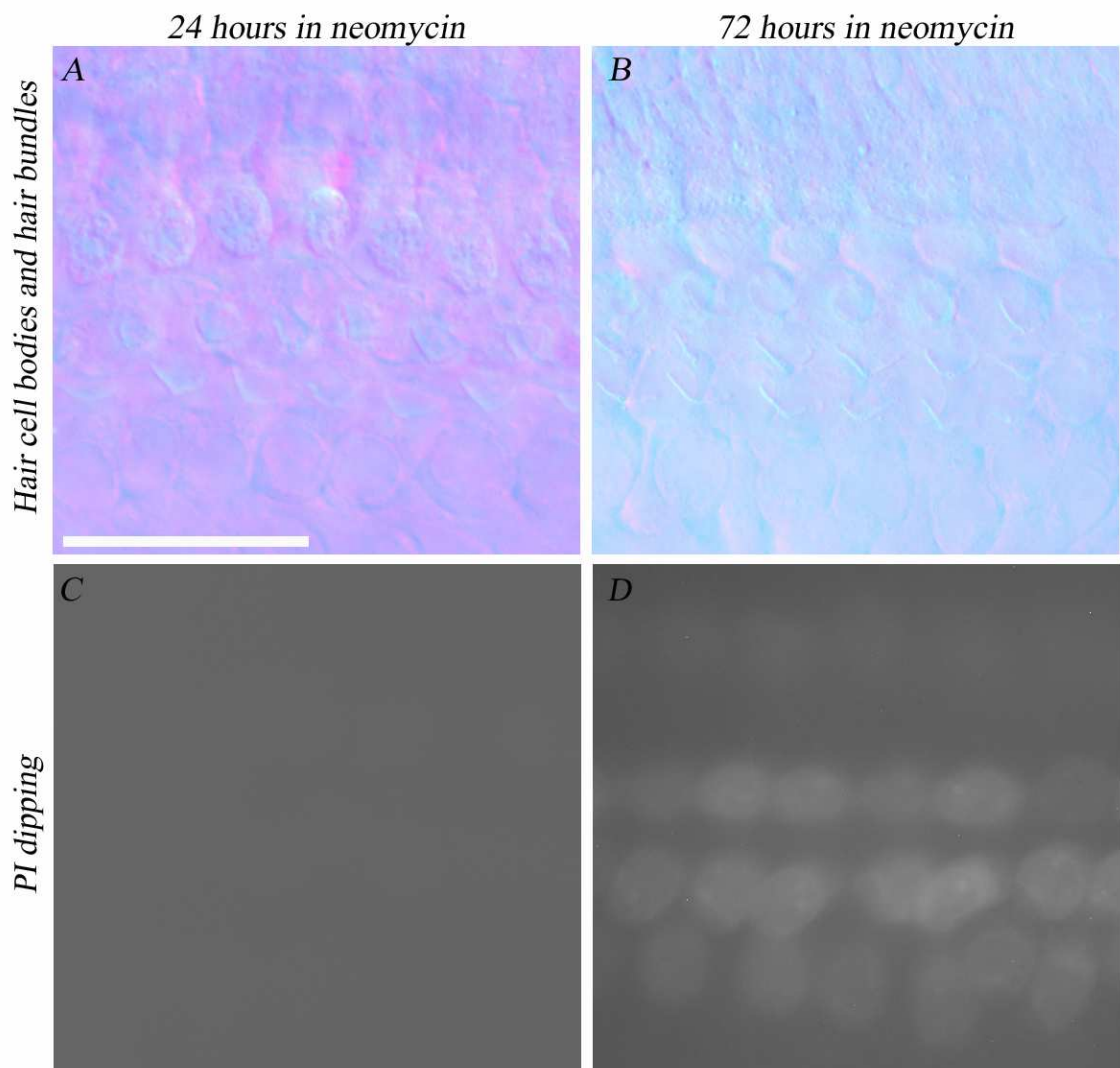 24 hours in neomycin
72 hours in neomycin
Hair cell bodies and hair bundles
A
B
PI dipping
C
D